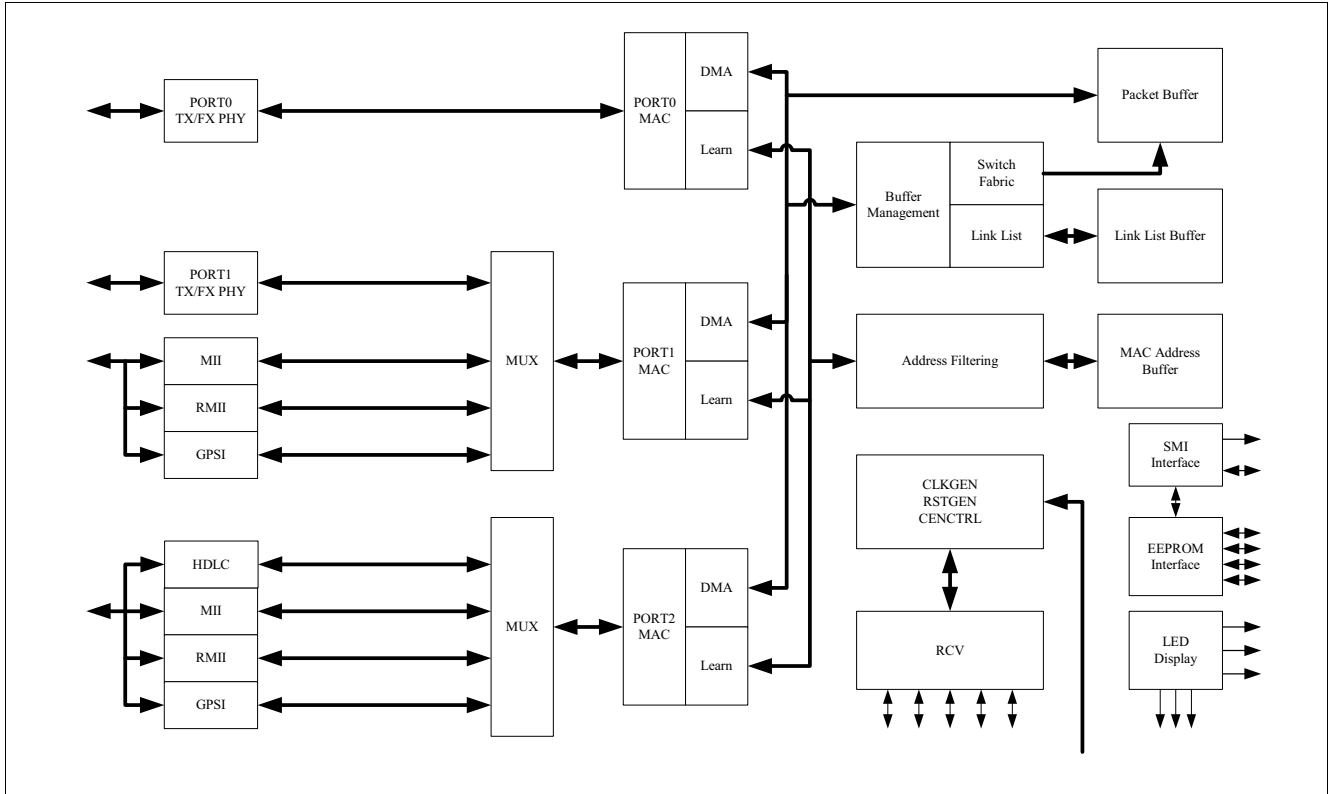 PORT0
TX/FX PHY
PORT0
MAC
DMA
Learn
Packet Buffer
Buffer
Management
Switch
Fabric
Link List
Link List Buffer
PORT1
TX/FX PHY
MII
RMII
GPSI
MUX
PORT1
MAC
DMA
Learn
Address Filtering
MAC Address
Buffer
SMI
Interface
CLKGEN
RSTGEN
CENCTRL
EEPROM
Interface
HDLC
MII
RMII
GPSI
MUX
PORT2
MAC
DMA
Learn
RCV
LED
Display